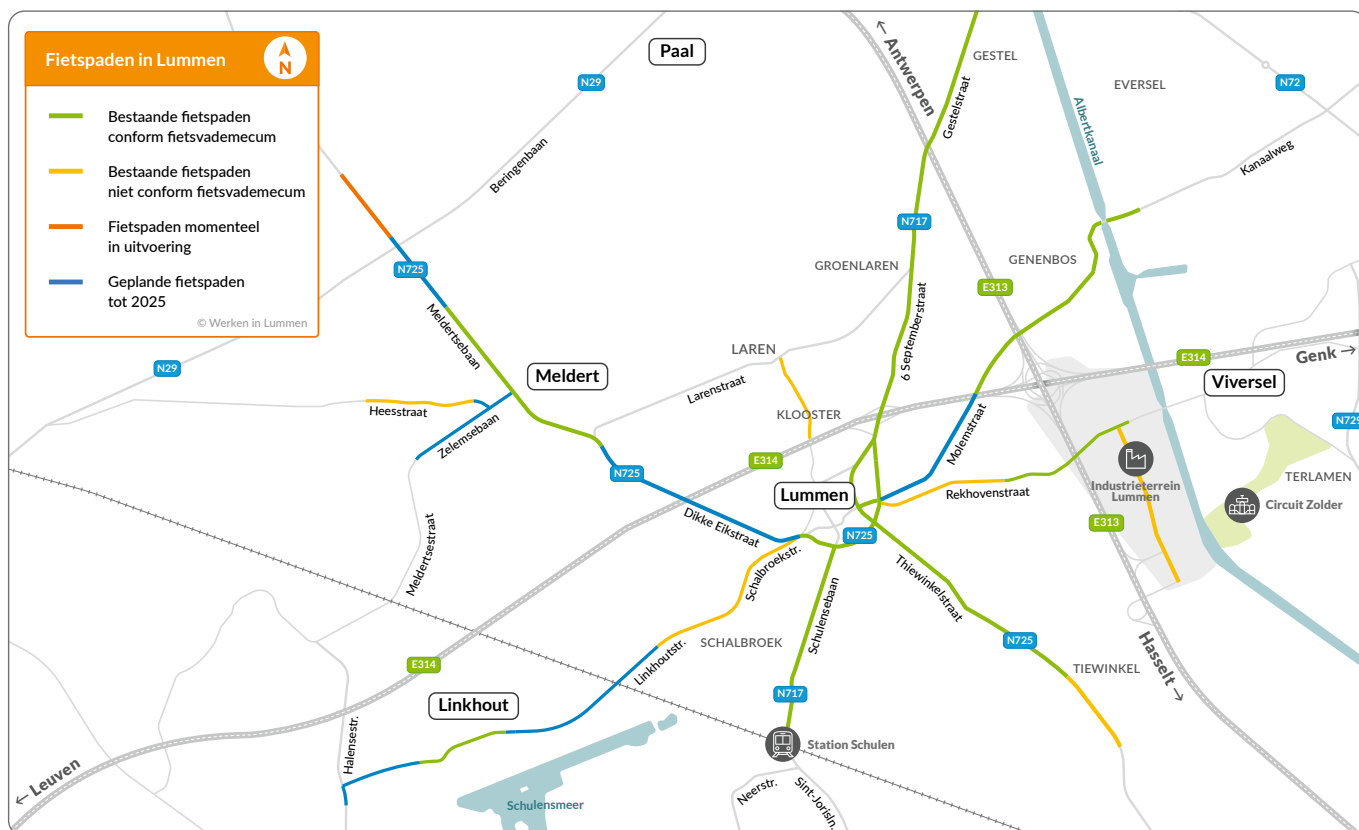 Fietspaden in Lummen
N
Bestaande fietspaden
conform fietsvademecum
Bestaande fietspaden
niet conform fietsvademecum
Fietspaden momenteel
in uitvoering
Geplande fietspaden
tot 2025
© Werken in Lummen
Paal
N29
Beringenbaan
← Antwerpen
GESTEL
Gestelstraat
EVERSEL
N72
Albertkanaal
Kanaalweg
N717
GROENLAREN
GENENBOS
N725
E313
Meldertsebaan
6 Septemberstraat
LAREN
N29
Meldert
Larenstraat
E314
Genk →
Viversel
Heesstraat
Zelemsebaan
KLOOSTER
Molemstraat
N729
E314
N725
Lummen
Rekhovenstraat
Industrieterrein
Lummen
TERLAMEN
Circuit Zolder
Dikke Eikstraat
E313
N725
Schalbroekstr.
Meldertsestraat
Thiewinkelstraat
Schulensebaan
SCHALBROEK
Linkhoutstr.
N725
TIEWINKEL
Hasselt →
E314
N717
Linkhout
Halensestr.
Station Schulen
← Leuven
Schulensmeer
Neerstr.
Sint-Jorisln.